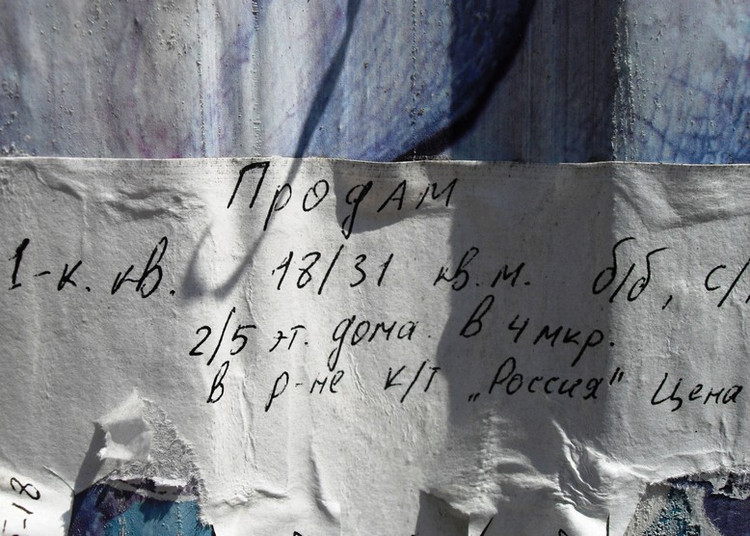 Продам
1-к. кв. 18/31 кв.м. б/б,
2/5 эт. дома. В 4 мкр.
в р-не к/т „Россия" Цена